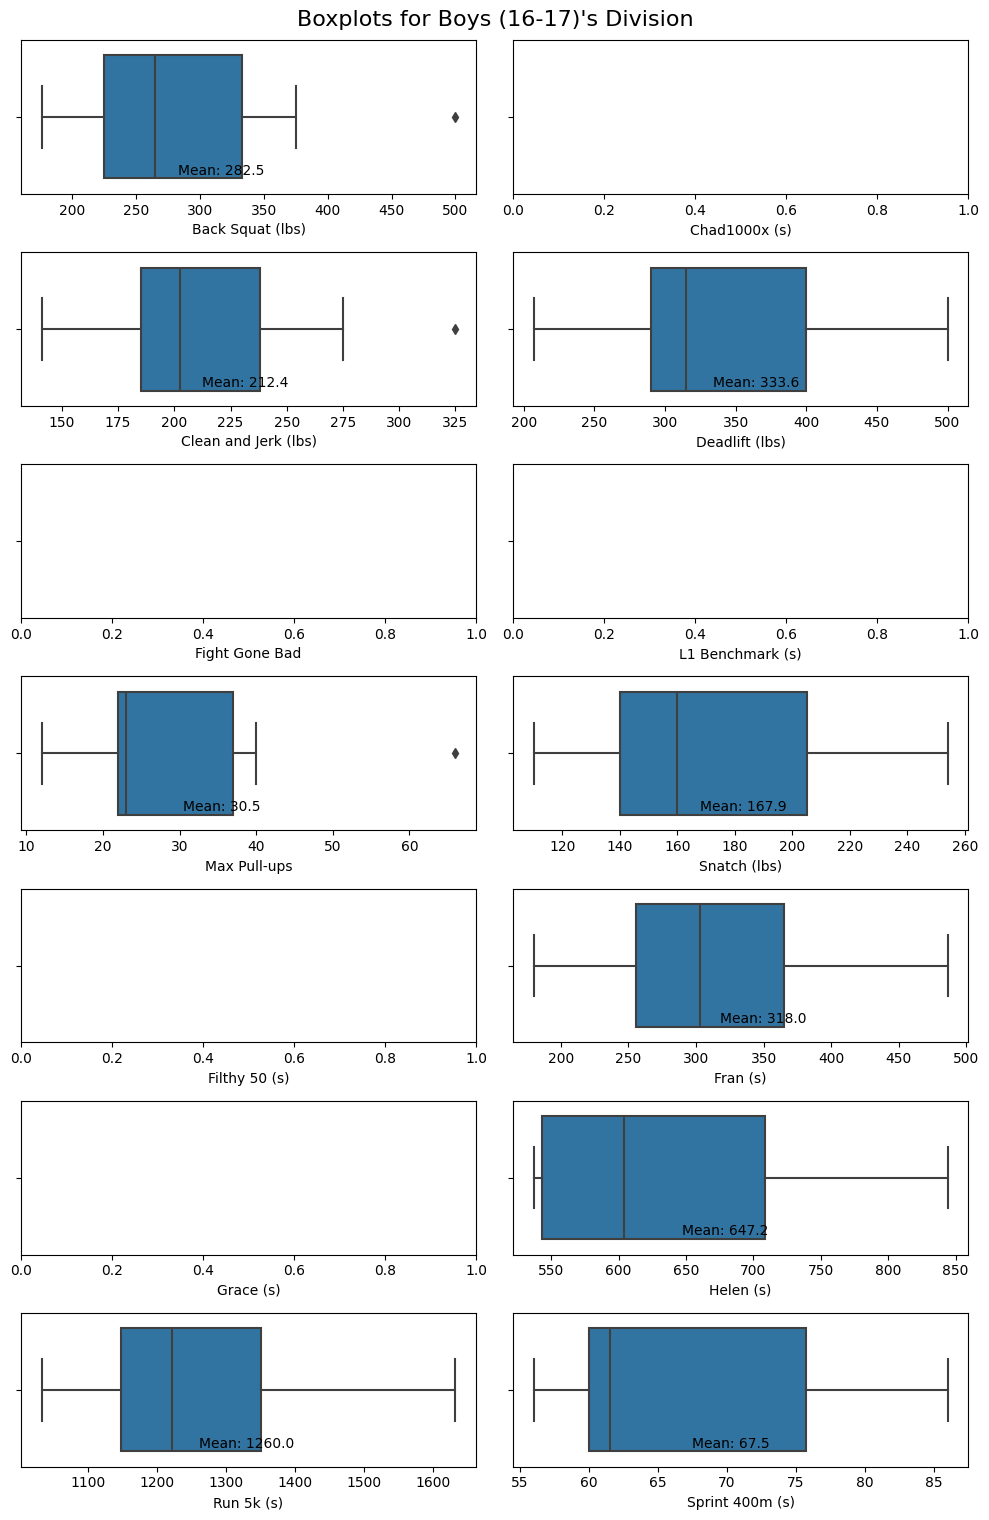 Boxplots for Boys (16-17)'s Division
Mean: 282.5
200 250 300 350 400 450 500
Back Squat (lbs)
0.0 0.2 0.4 0.6 0.8 1.0
Chad1000x (s)
Mean: 212.4
150 175 200 225 250 275 300 325
Clean and Jerk (lbs)
Mean: 333.6
200 250 300 350 400 450 500
Deadlift (lbs)
0.0 0.2 0.4 0.6 0.8 1.0
Fight Gone Bad
0.0 0.2 0.4 0.6 0.8 1.0
L1 Benchmark (s)
Mean: 30.5
10 20 30 40 50 60
Max Pull-ups
Mean: 167.9
120 140 160 180 200 220 240 260
Snatch (lbs)
0.0 0.2 0.4 0.6 0.8 1.0
Filthy 50 (s)
Mean: 318.0
200 250 300 350 400 450 500
Fran (s)
0.0 0.2 0.4 0.6 0.8 1.0
Grace (s)
Mean: 647.2
550 600 650 700 750 800 850
Helen (s)
Mean: 1260.0
1100 1200 1300 1400 1500 1600
Run 5k (s)
Mean: 67.5
55 60 65 70 75 80 85
Sprint 400m (s)